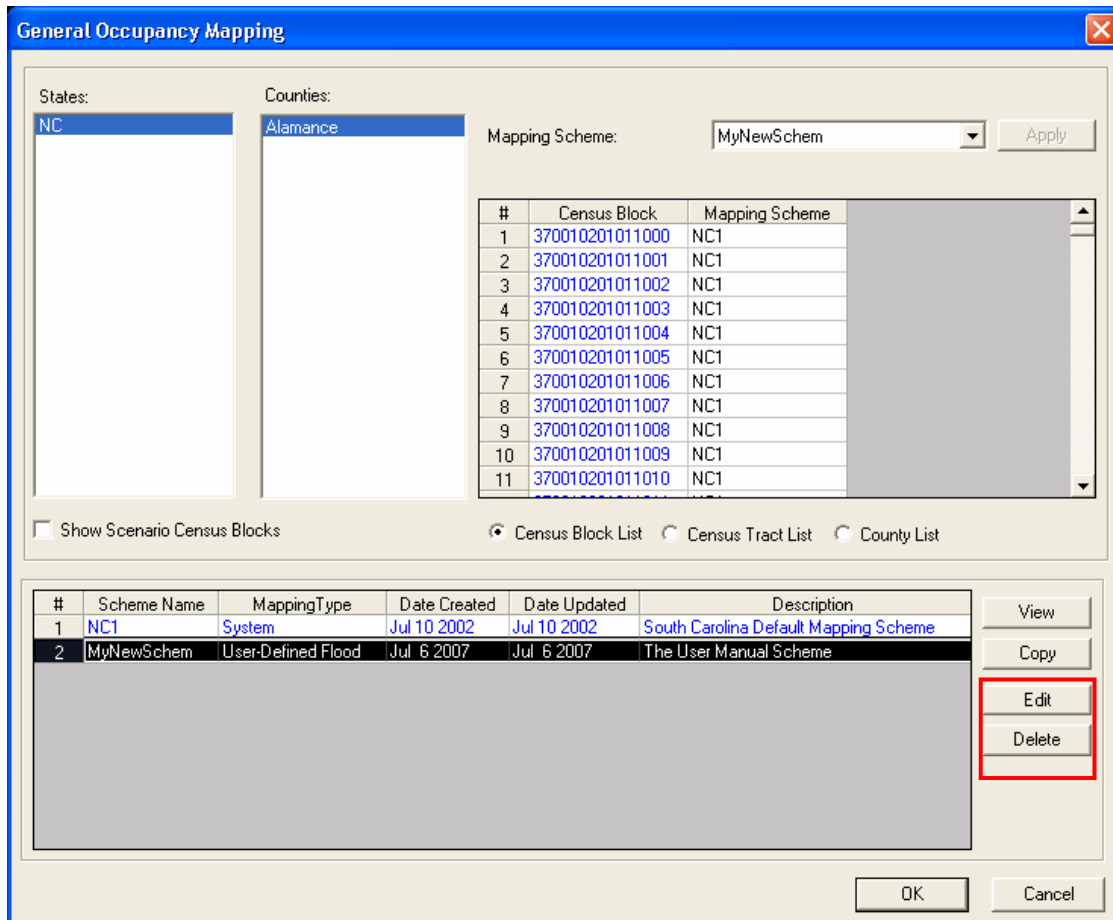 General Occupancy Mapping
States:
Counties:
NC
Alamance
Mapping Scheme:
MyNewSchem
Apply
# Census Block Mapping Scheme
1 370010201011000 NC1
2 370010201011001 NC1
3 370010201011002 NC1
4 370010201011003 NC1
5 370010201011004 NC1
6 370010201011005 NC1
7 370010201011006 NC1
8 370010201011007 NC1
9 370010201011008 NC1
10 370010201011009 NC1
11 370010201011010 NC1
Show Scenario Census Blocks
Census Block List Census Tract List County List
# Scheme Name MappingType Date Created Date Updated Description
1 NC1 System Jul 10 2002 Jul 10 2002 South Carolina Default Mapping Scheme
2 MyNewSchem User-Defined Flood Jul 6 2007 Jul 6 2007 The User Manual Scheme
View
Copy
Edit
Delete
OK Cancel